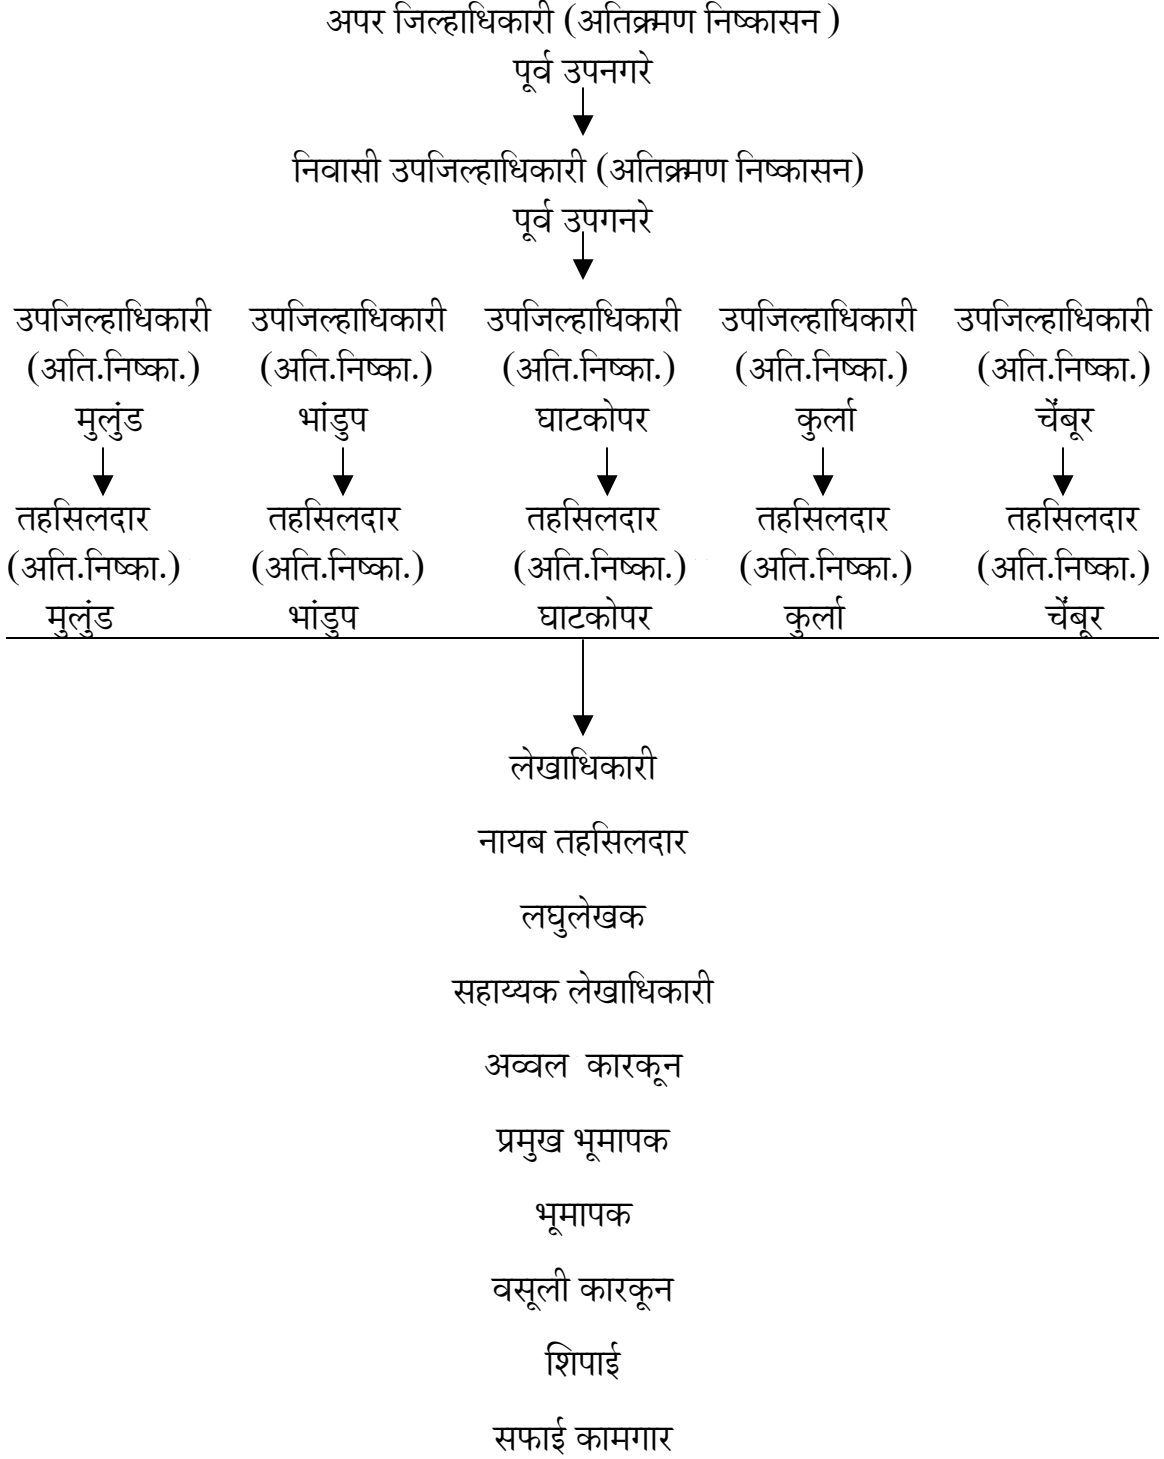 अपर जिल्हाधिकारी (अतिक्रमण निष्कासन )
पूर्व उपनगरे
निवासी उपजिल्हाधिकारी (अतिक्रमण निष्कासन)
पूर्व उपगनरे
उपजिल्हाधिकारी उपजिल्हाधिकारी उपजिल्हाधिकारी उपजिल्हाधिकारी उपजिल्हाधिकारी
(अति.निष्का.) (अति.निष्का.) (अति.निष्का.) (अति.निष्का.) (अति.निष्का.)
मुलुंड भांडुप घाटकोपर कुर्ला चेंबूर
तहसिलदार तहसिलदार तहसिलदार तहसिलदार तहसिलदार
(अति.निष्का.) (अति.निष्का.) (अति.निष्का.) (अति.निष्का.) (अति.निष्का.)
मुलुंड भांडुप घाटकोपर कुर्ला चेंबूर
लेखाधिकारी
नायब तहसिलदार
लघुलेखक
सहाय्यक लेखाधिकारी
अव्वल कारकून
प्रमुख भूमापक
भूमापक
वसूली कारकून
शिपाई
सफाई कामगार